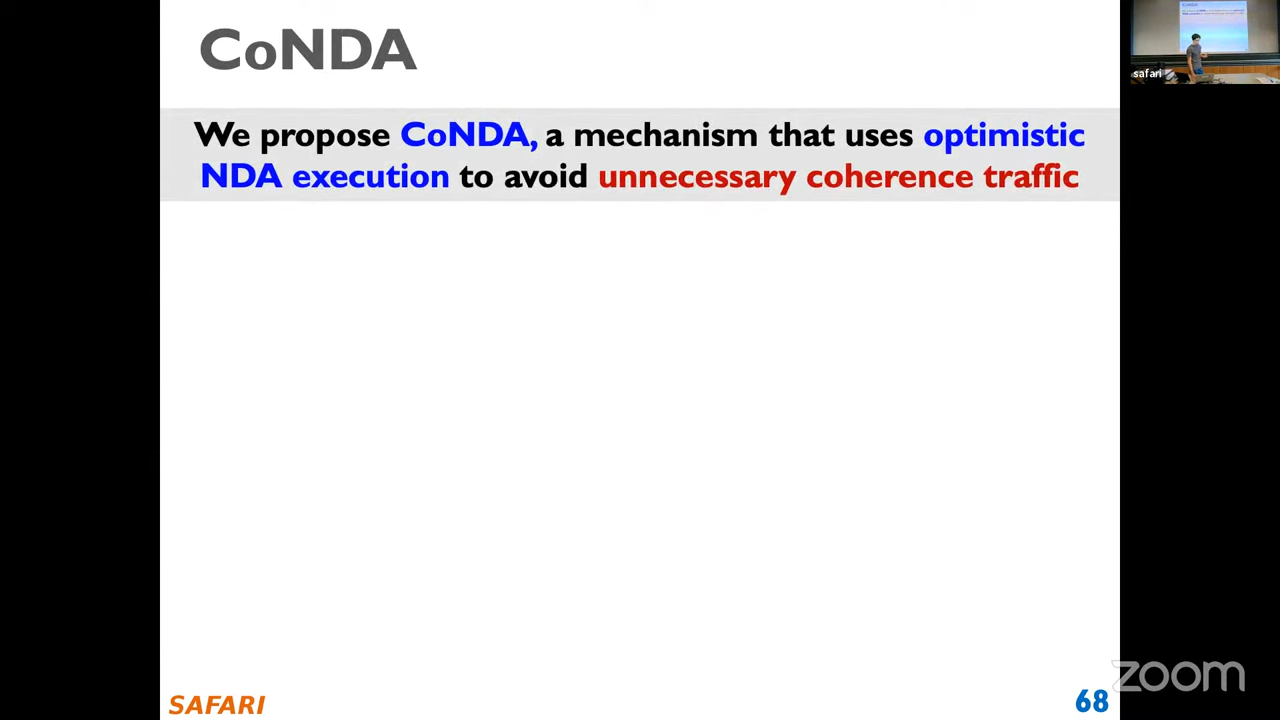 CoNDA
safari
We propose CoNDA, a mechanism that uses optimistic
NDA execution to avoid unnecessary coherence traffic
SAFARI
68
zoom